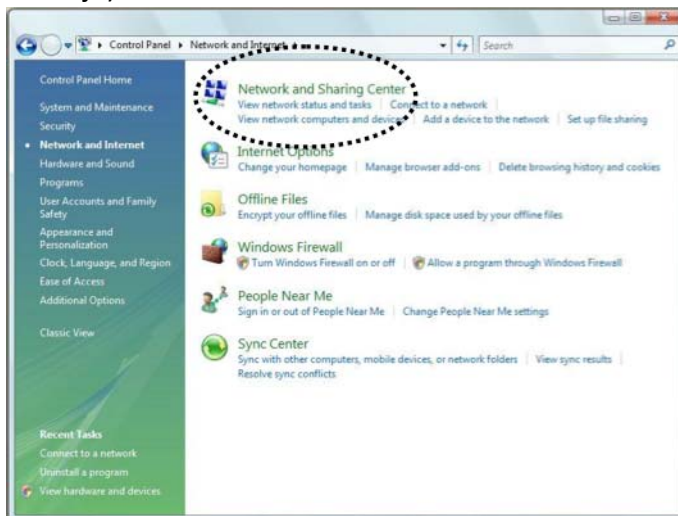 Control Panel ▸ Network and Internet ▸
Search
Control Panel Home
System and Maintenance
Security
Network and Internet
Hardware and Sound
Programs
User Accounts and Family
Safety
Appearance and
Personalization
Clock, Language, and Region
Ease of Access
Additional Options
Classic View
Recent Tasks
Connect to a network
Uninstall a program
View hardware and devices
Network and Sharing Center
View network status and tasks | Connect to a network |
View network computers and devices | Add a device to the network | Set up file sharing
Internet Options
Change your homepage | Manage browser add-ons | Delete browsing history and cookies
Offline Files
Encrypt your offline files | Manage disk space used by your offline files
Windows Firewall
Turn Windows Firewall on or off | Allow a program through Windows Firewall
People Near Me
Sign in or out of People Near Me | Change People Near Me settings
Sync Center
Sync with other computers, mobile devices, or network folders | View sync results |
Resolve sync conflicts